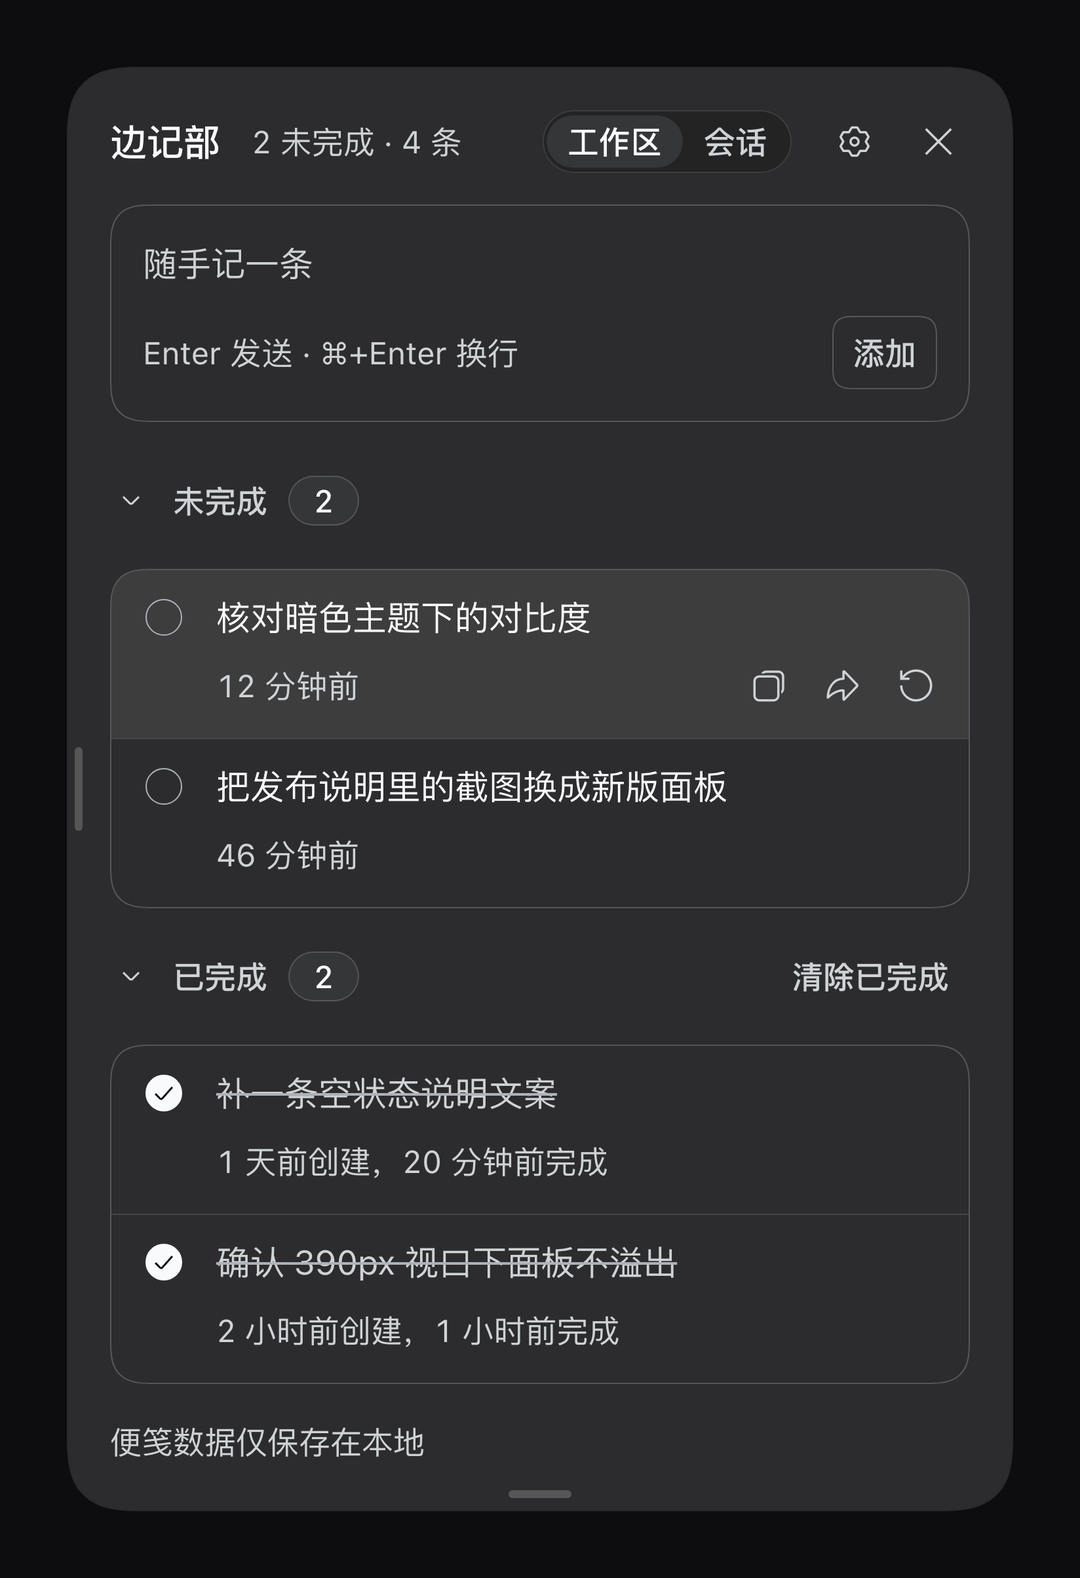 边记部 2 未完成 · 4 条 工作区 会话
随手记一条
Enter 发送 · ⌘+Enter 换行 添加
未完成 2
核对暗色主题下的对比度
12 分钟前
把发布说明里的截图换成新版面板
46 分钟前
已完成 2 清除已完成
补一条空状态说明文案
1 天前创建，20 分钟前完成
确认 390px 视口下面板不溢出
2 小时前创建，1 小时前完成
便笺数据仅保存在本地